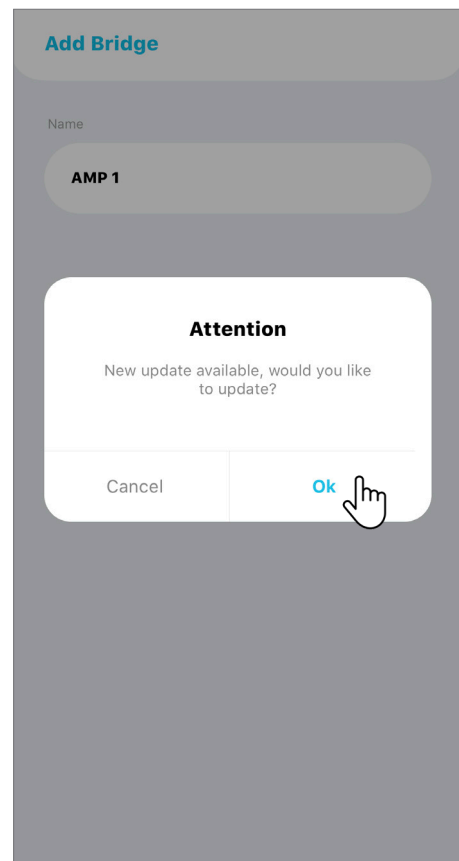 Add Bridge
Name
AMP 1
Attention
New update available, would you like
to update?
Cancel
Ok